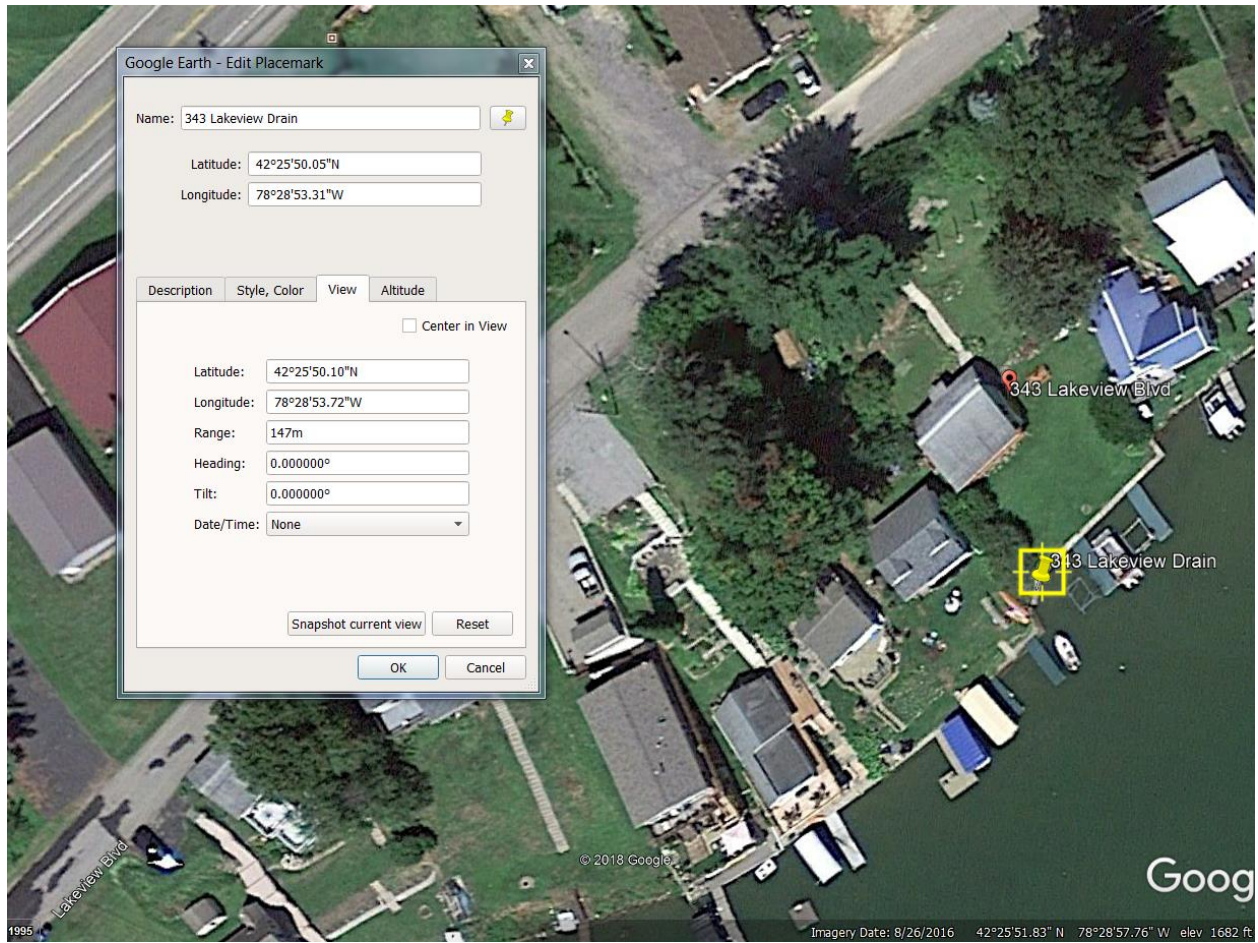 Google Earth - Edit Placemark
Name: 343 Lakeview Drain
Latitude: 42°25'50.05"N
Longitude: 78°28'53.31"W
Description Style, Color View Altitude
Center in View
Latitude: 42°25'50.10"N
Longitude: 78°28'53.72"W
Range: 147m
Heading: 0.000000°
Tilt: 0.000000°
Date/Time: None
Snapshot current view Reset
OK Cancel
343 Lakeview Blvd
343 Lakeview Drain
Lakeview Blvd
© 2018 Google
Goog
1995
Imagery Date: 8/26/2016 42°25'51.83" N 78°28'57.76" W elev 1682 ft